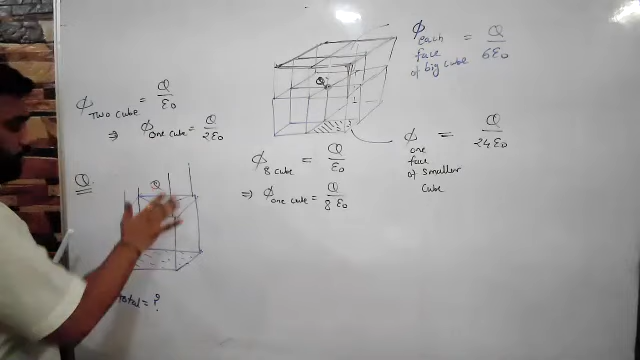 ϕ Two cube = Q/ε0
⇒ ϕ one cube = Q/2ε0
Q
Q
Total = ?
Q
1
ϕ each face of big cube = Q/6ε0
ϕ 8 cube = Q/ε0
⇒ ϕ one cube = Q/8ε0
ϕ one face of smaller cube = Q/24ε0